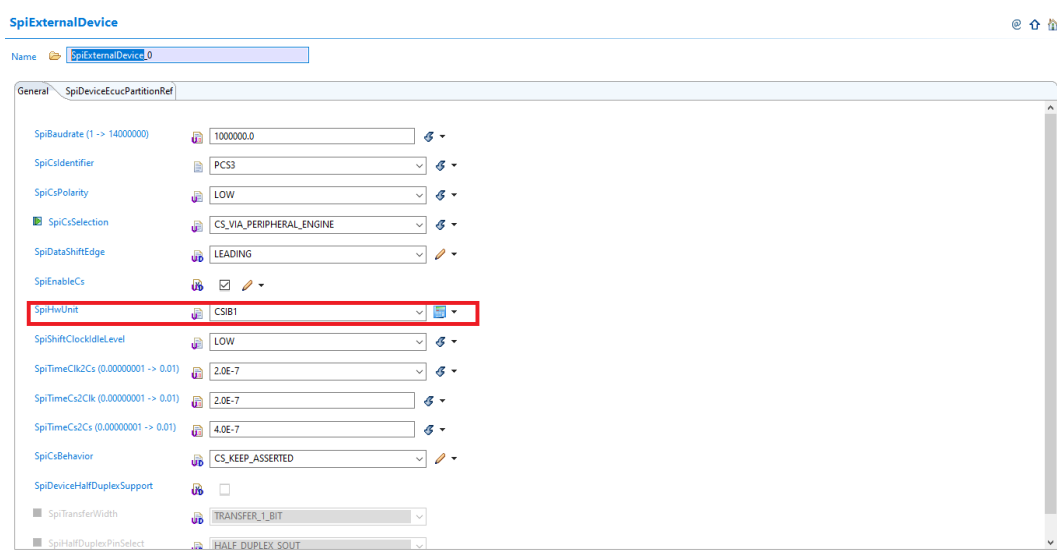 SpiExternalDevice
@
Name SpiExternalDevice_0
General SpiDeviceEcucPartitionRef
SpiBaudrate (1 -> 14000000) 1000000.0
SpiCsIdentifier PCS3
SpiCsPolarity LOW
SpiCsSelection CS_VIA_PERIPHERAL_ENGINE
SpiDataShiftEdge LEADING
SpiEnableCs
SpiHwUnit CSIB1
SpiShiftClockIdleLevel LOW
SpiTimeClk2Cs (0.00000001 -> 0.01) 2.0E-7
SpiTimeCs2Clk (0.00000001 -> 0.01) 2.0E-7
SpiTimeCs2Cs (0.00000001 -> 0.01) 4.0E-7
SpiCsBehavior CS_KEEP_ASSERTED
SpiDeviceHalfDuplexSupport
SpiTransferWidth TRANSFER_1_BIT
SpiHalfDuplexPinSelect HALF_DUPLEX_SOUT